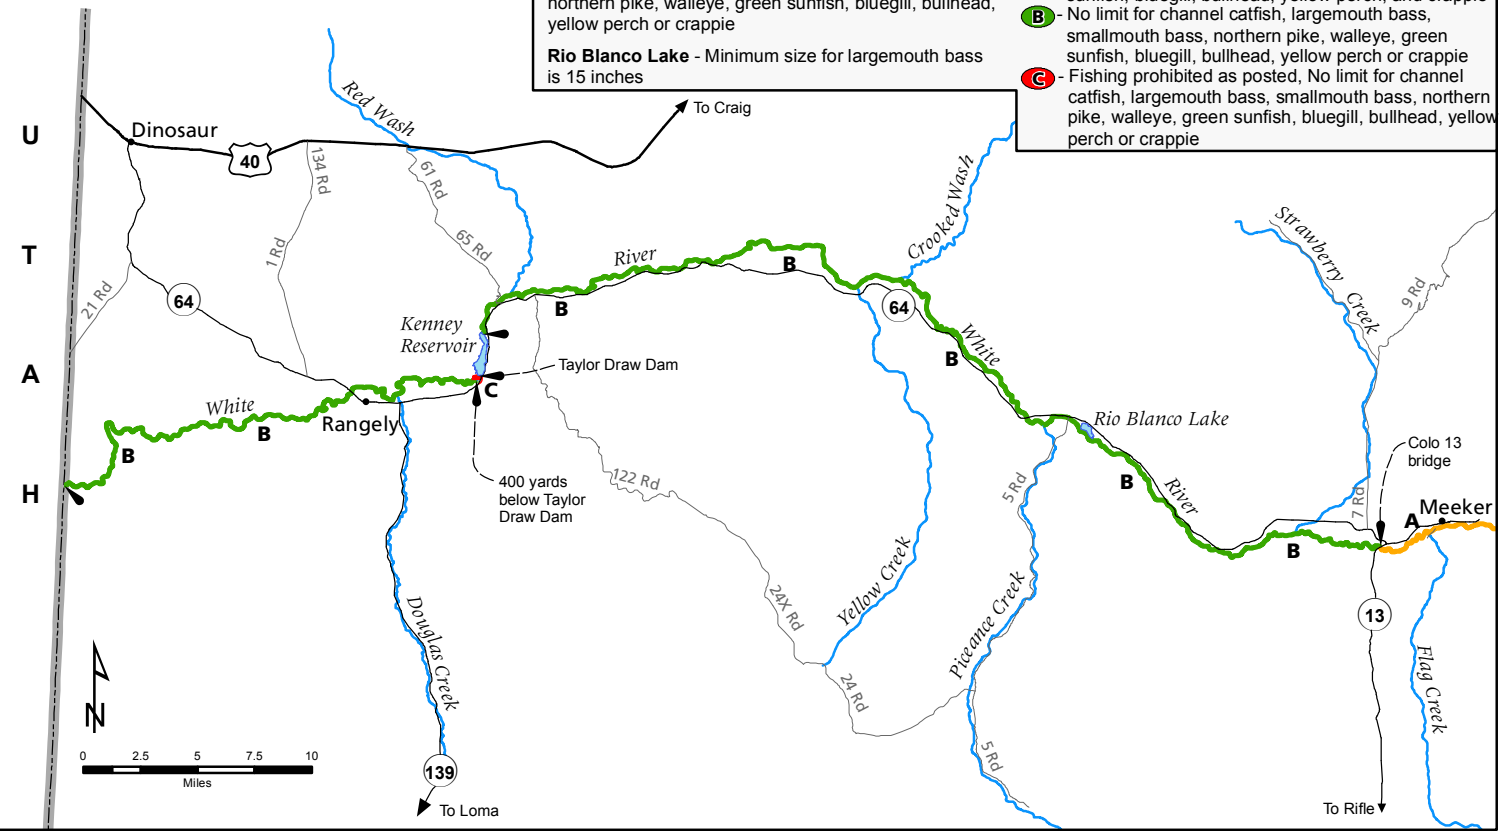 northern pike, walleye, green sunfish, bluegill, bullhead,
yellow perch or crappie
Rio Blanco Lake - Minimum size for largemouth bass
is 15 inches
sunfish, bluegill, bullhead, yellow perch, and crappie
B - No limit for channel catfish, largemouth bass,
smallmouth bass, northern pike, walleye, green
sunfish, bluegill, bullhead, yellow perch or crappie
C - Fishing prohibited as posted, No limit for channel
catfish, largemouth bass, smallmouth bass, northern
pike, walleye, green sunfish, bluegill, bullhead, yellow
perch or crappie
To Craig
Red Wash
U
Dinosaur
40
134 Rd
61 Rd
Crooked Wash
Strawberry
Creek
T
1 Rd
65 Rd
River
B
21 Rd
64
B
64
9 Rd
Kenney
Reservoir
White
B
A
Taylor Draw Dam
C
White
Rangely
B
B
Rio Blanco Lake
Colo 13
bridge
H
400 yards
below Taylor
Draw Dam
122 Rd
5 Rd
B
River
7 Rd
A
Meeker
B
Yellow Creek
Piceance Creek
24X Rd
Douglas Creek
13
Flag Creek
24 Rd
N
5 Rd
0
2.5
5
7.5
10
Miles
139
To Loma
To Rifle